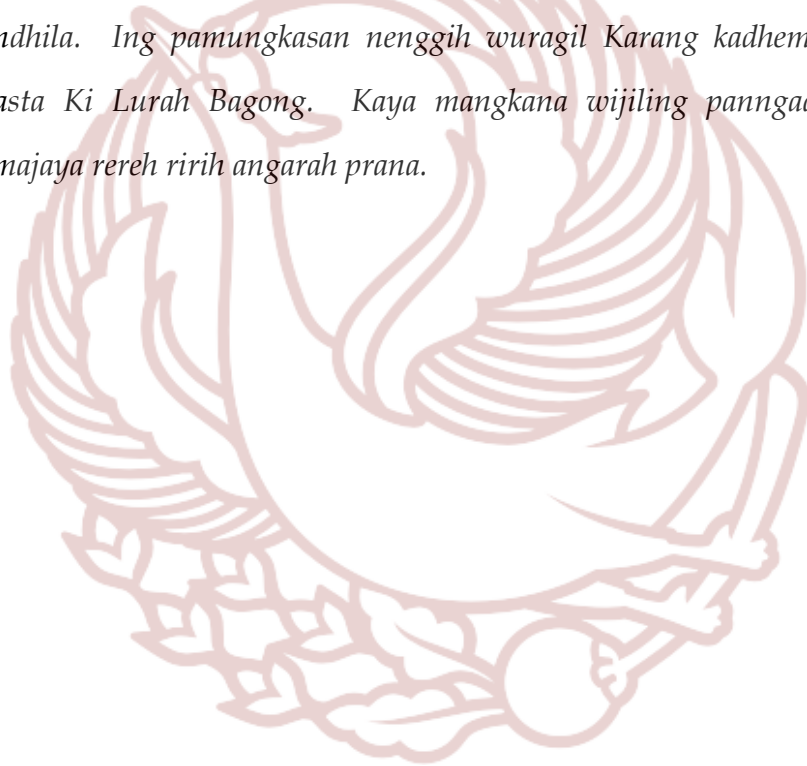 ndhila. Ing pamungkasan nenggih wuragil Karang kadhem
asta Ki Lurah Bagong. Kaya mangkana wijiling panngad
majaya rereh ririh angarah prana.